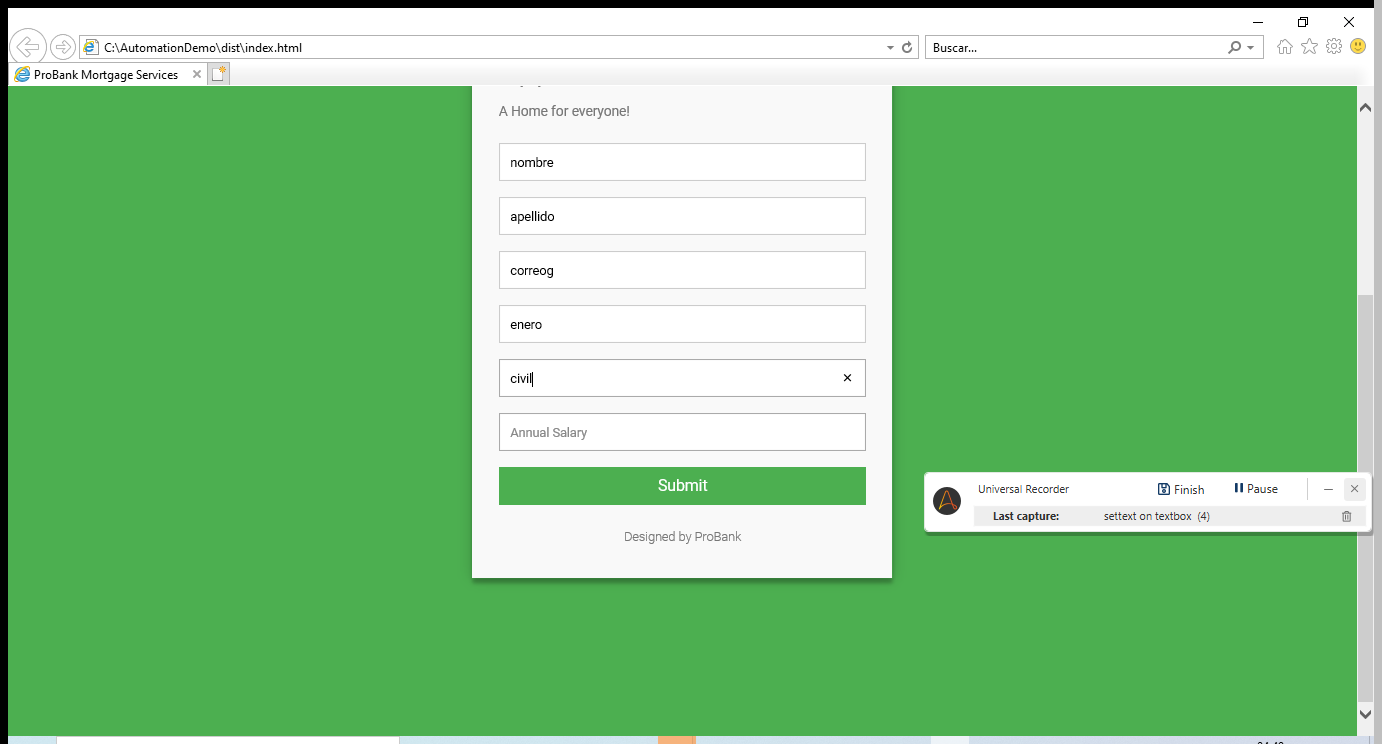 C:\AutomationDemo\dist\index.html
Buscar...
ProBank Mortgage Services
A Home for everyone!
nombre
apellido
correog
enero
civil
Annual Salary
Submit
Designed by ProBank
Universal Recorder
Finish
Pause
Last capture: settext on textbox (4)